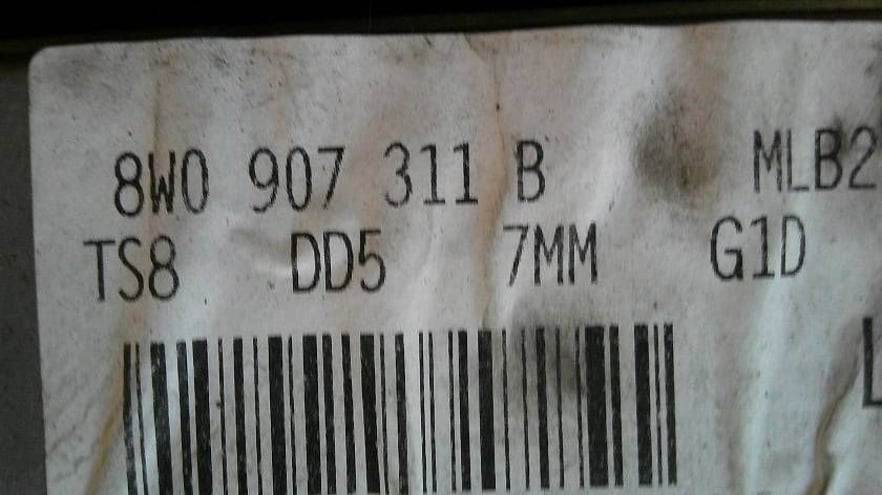 8W0 907 311 B MLB2
TS8 DD5 7MM G1D
L